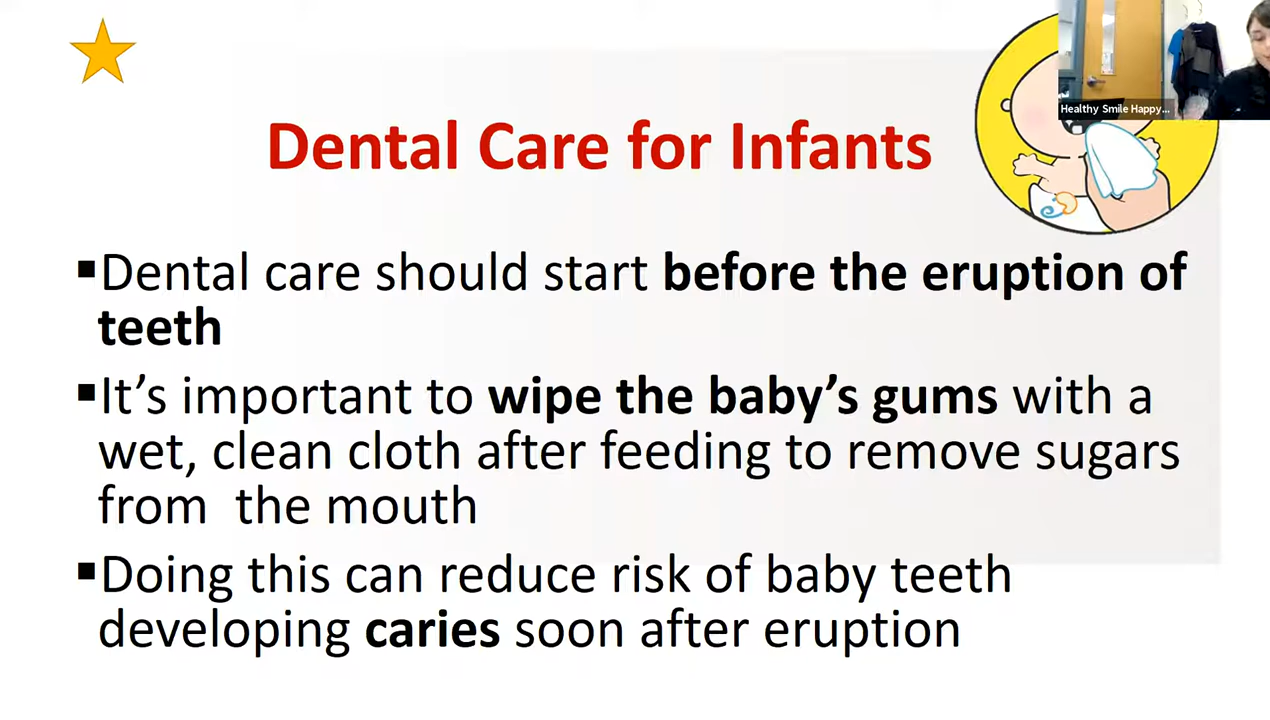 Healthy Smile Happy...
Dental Care for Infants
▪Dental care should start before the eruption of
teeth
▪It’s important to wipe the baby’s gums with a
wet, clean cloth after feeding to remove sugars
from the mouth
▪Doing this can reduce risk of baby teeth
developing caries soon after eruption